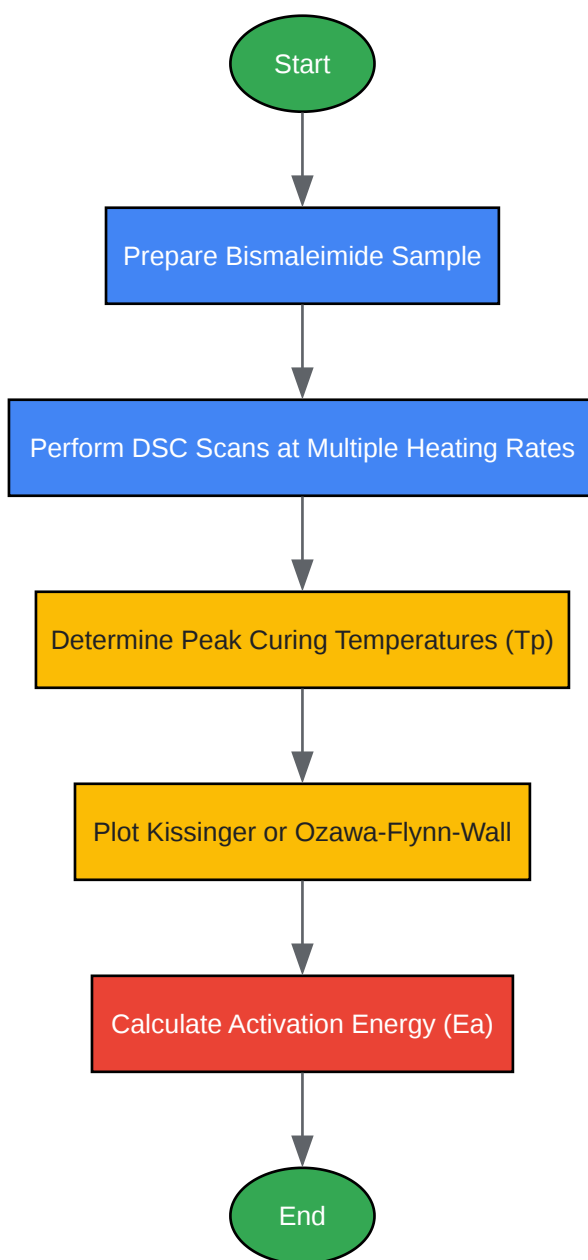 Start
Prepare Bismaleimide Sample
Perform DSC Scans at Multiple Heating Rates
Determine Peak Curing Temperatures (Tp)
Plot Kissinger or Ozawa-Flynn-Wall
Calculate Activation Energy (Ea)
End